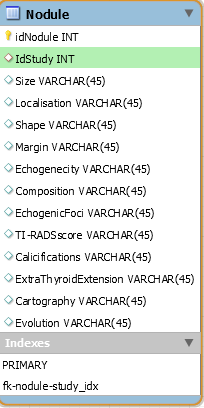 Nodule
idNodule INT
IdStudy INT
Size VARCHAR(45)
Localisation VARCHAR(45)
Shape VARCHAR(45)
Margin VARCHAR(45)
Echogenecity VARCHAR(45)
Composition VARCHAR(45)
EchogenicFoci VARCHAR(45)
TI-RADSscore VARCHAR(45)
Calicifications VARCHAR(45)
ExtraThyroidExtension VARCHAR(45)
Cartography VARCHAR(45)
Evolution VARCHAR(45)
Indexes
PRIMARY
fk-nodule-study_idx